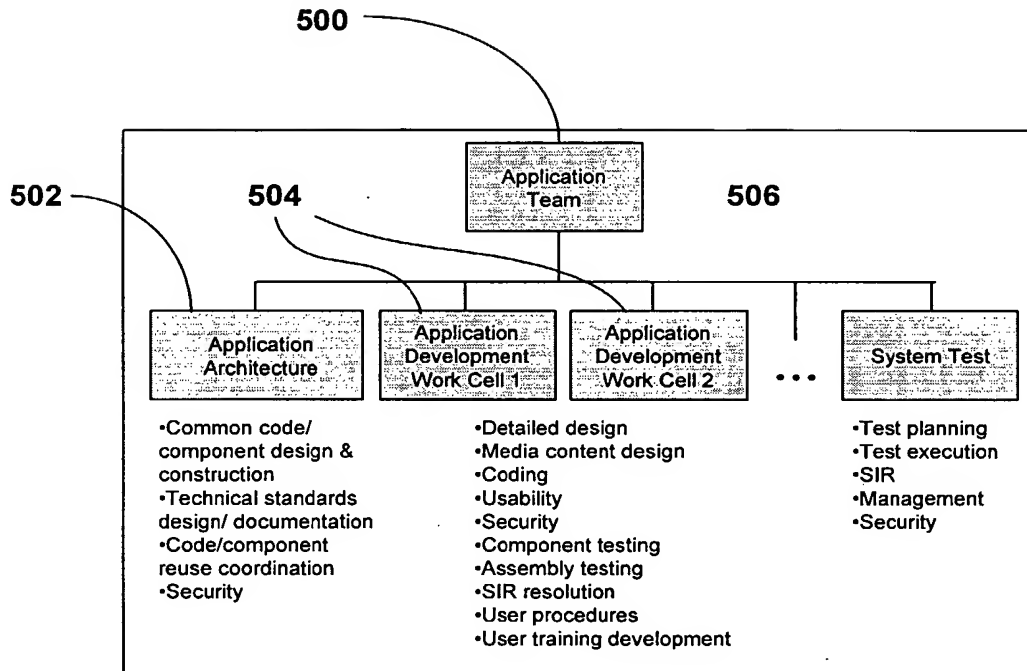 500
502
504
506
Application
Team
Application
Architecture
Application
Development
Work Cell 1
Application
Development
Work Cell 2
•••
System Test
•Common code/
component design &
construction
•Technical standards
design/ documentation
•Code/component
reuse coordination
•Security
•Detailed design
•Media content design
•Coding
•Usability
•Security
•Component testing
•Assembly testing
•SIR resolution
•User procedures
•User training development
•Test planning
•Test execution
•SIR
•Management
•Security